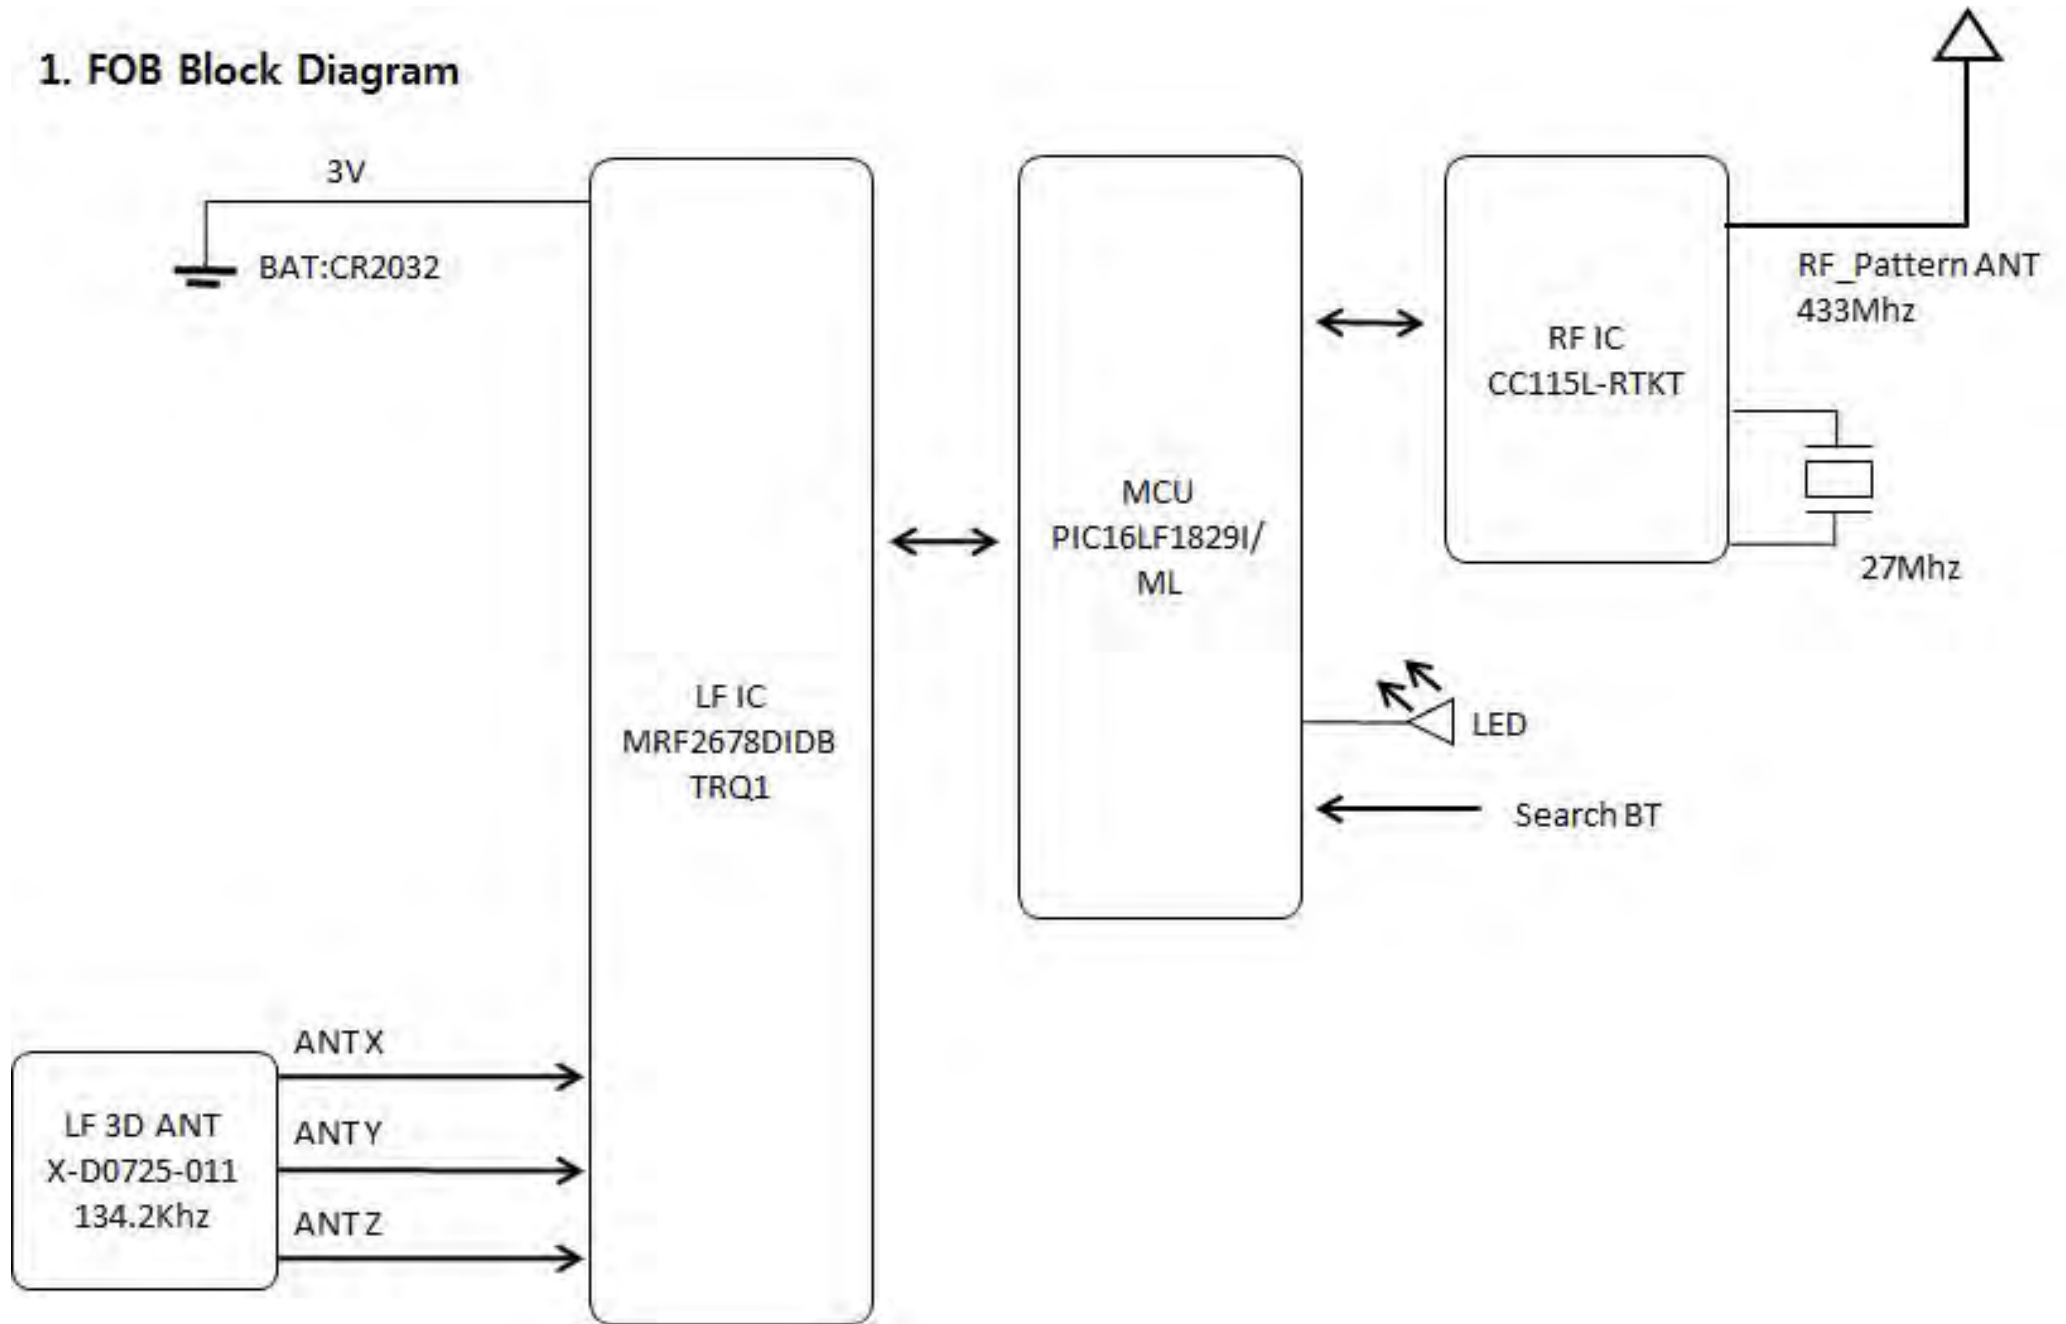 1. FOB Block Diagram
3V
BAT:CR2032
LF IC
MRF2678DIDB
TRQ1
MCU
PIC16LF1829I/
ML
RF IC
CC115L-RTKT
RF_Pattern ANT
433Mhz
27Mhz
LED
Search BT
LF 3D ANT
X-D0725-011
134.2Khz
ANT X
ANT Y
ANT Z